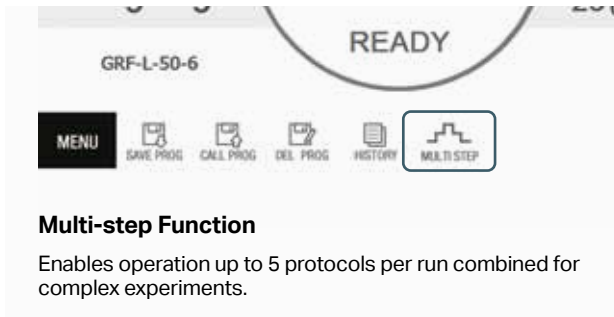 READY
GRF-L-50-6
MENU
SAVE PROG
CALL PROG
DEL PROG
HISTORY
MULTI STEP
Multi-step Function
Enables operation up to 5 protocols per run combined for
complex experiments.